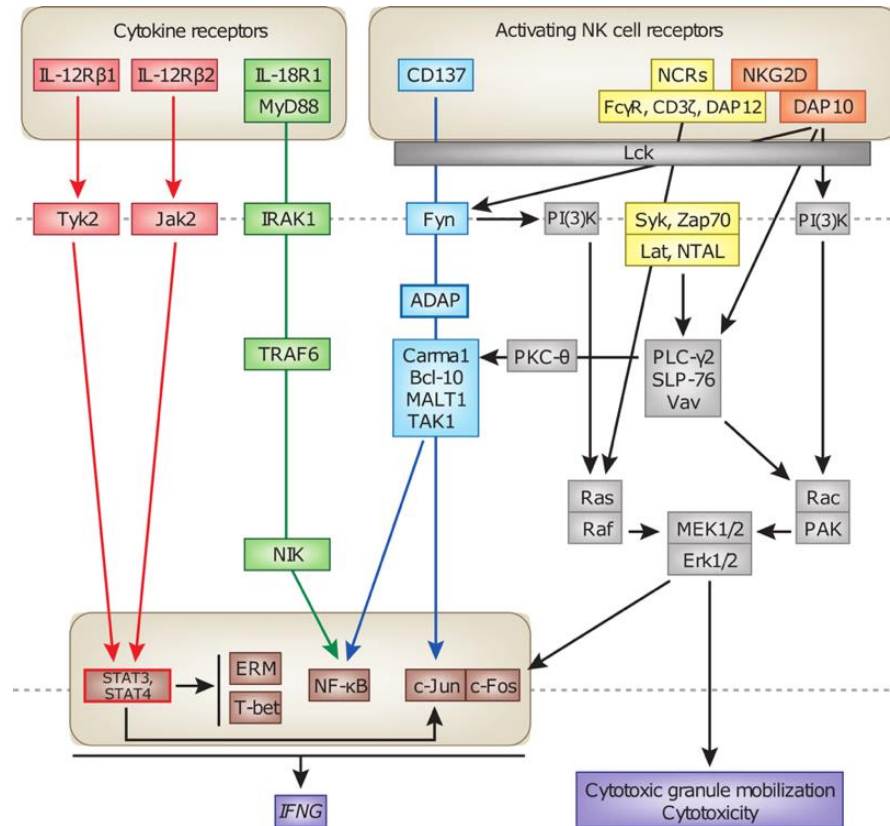 Cytokine receptors
Activating NK cell receptors
IL-12Rβ1
IL-12Rβ2
IL-18R1
MyD88
CD137
NCRs
NKG2D
FcγR, CD3ζ, DAP12
DAP10
Lck
Tyk2
Jak2
IRAK1
Fyn
PI(3)K
Syk, Zap70
Lat, NTAL
PI(3)K
ADAP
TRAF6
Carma1
Bcl-10
MALT1
TAK1
PKC-θ
PLC-γ2
SLP-76
Vav
Ras
Raf
MEK1/2
Erk1/2
Rac
PAK
NIK
STAT3,
STAT4
ERM
T-bet
NF-κB
c-Jun
c-Fos
IFNG
Cytotoxic granule mobilization
Cytotoxicity